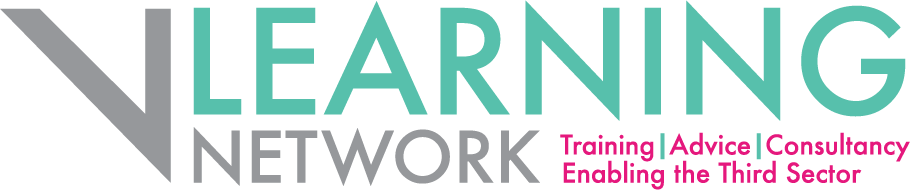 V LEARNING
NETWORK
Training|Advice|Consultancy
Enabling the Third Sector